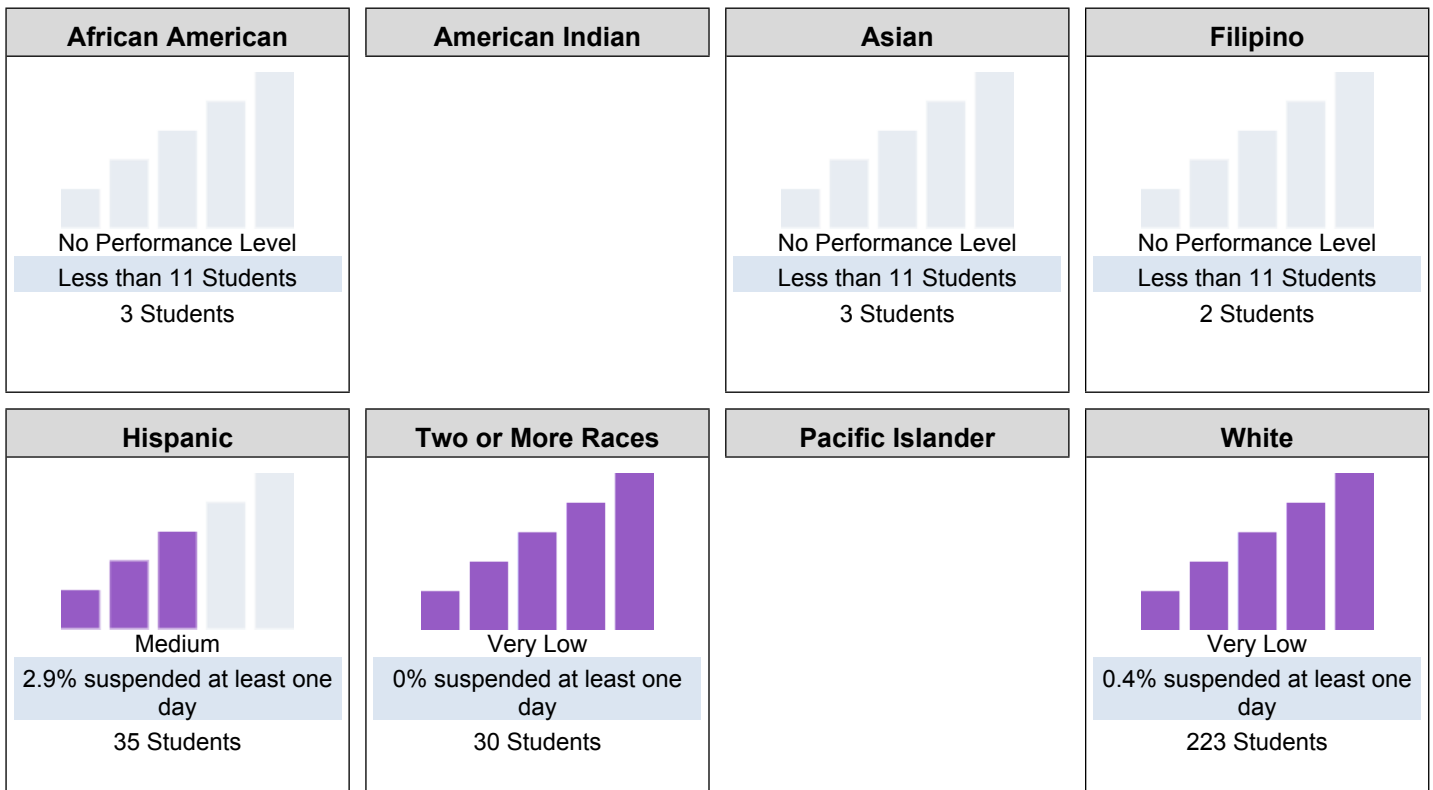 African American
No Performance Level
Less than 11 Students
3 Students
American Indian
Asian
No Performance Level
Less than 11 Students
3 Students
Filipino
No Performance Level
Less than 11 Students
2 Students
Hispanic
Medium
2.9% suspended at least one
day
35 Students
Two or More Races
Very Low
0% suspended at least one
day
30 Students
Pacific Islander
White
Very Low
0.4% suspended at least one
day
223 Students